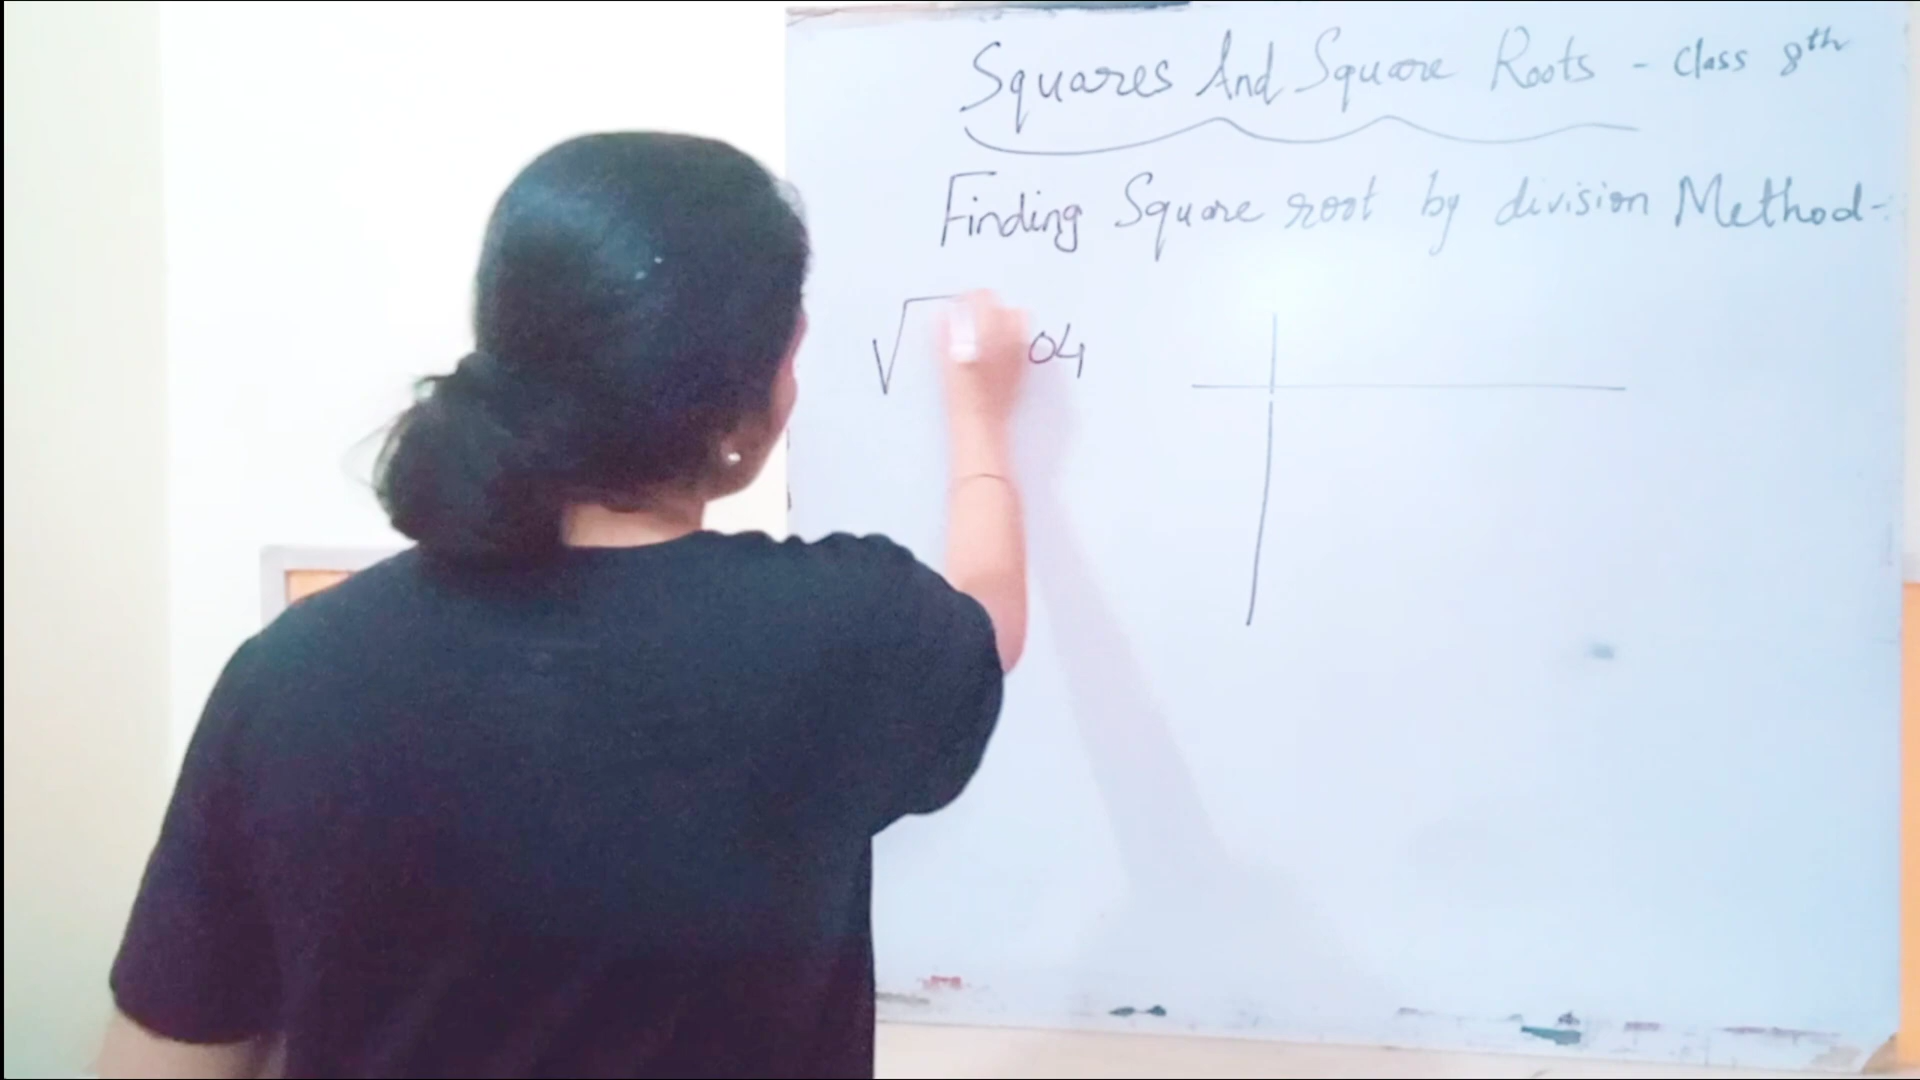 Squares And Square Roots - Class 8th
Finding Square root by division Method-:
√ 04